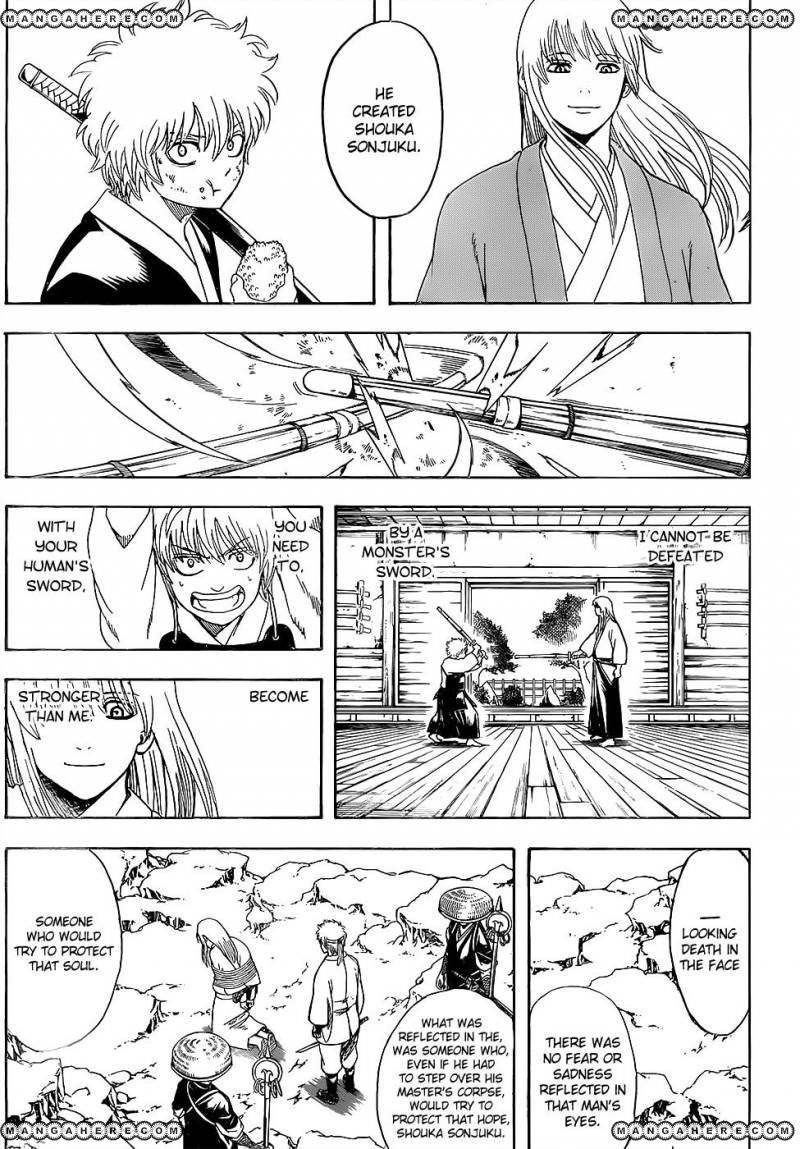 MANGAHERE.COM
MANGAHERE.COM
HE
CREATED
SHOUKA
SONJUKU.
I CANNOT BE
DEFEATED
BY A
MONSTER'S
SWORD.
YOU
NEED
TO,
WITH
YOUR
HUMAN'S
SWORD,
BECOME
STRONGER
THAN ME.
—
LOOKING
DEATH IN
THE FACE
THERE WAS
NO FEAR OR
SADNESS
REFLECTED IN
THAT MAN'S
EYES.
WHAT WAS
REFLECTED IN THE,
WAS SOMEONE WHO,
EVEN IF HE HAD
TO STEP OVER HIS
MASTER'S CORPSE,
WOULD TRY TO
PROTECT THAT HOPE,
SHOUKA SONJUKU.
SOMEONE
WHO WOULD
TRY TO PROTECT
THAT SOUL.
MANGAHERE.COM
MANGAHERE.COM